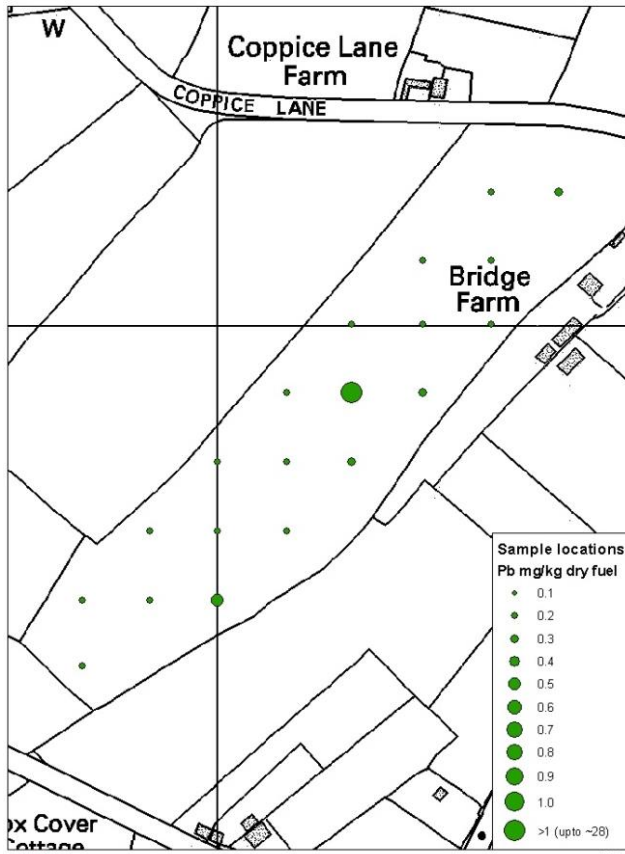 W
Coppice Lane
Farm
COPPICE LANE
Bridge
Farm
ox Cover
Cottage
Sample locations
Pb mg/kg dry fuel
0.1
0.2
0.3
0.4
0.5
0.6
0.7
0.8
0.9
1.0
>1 (upto ~28)